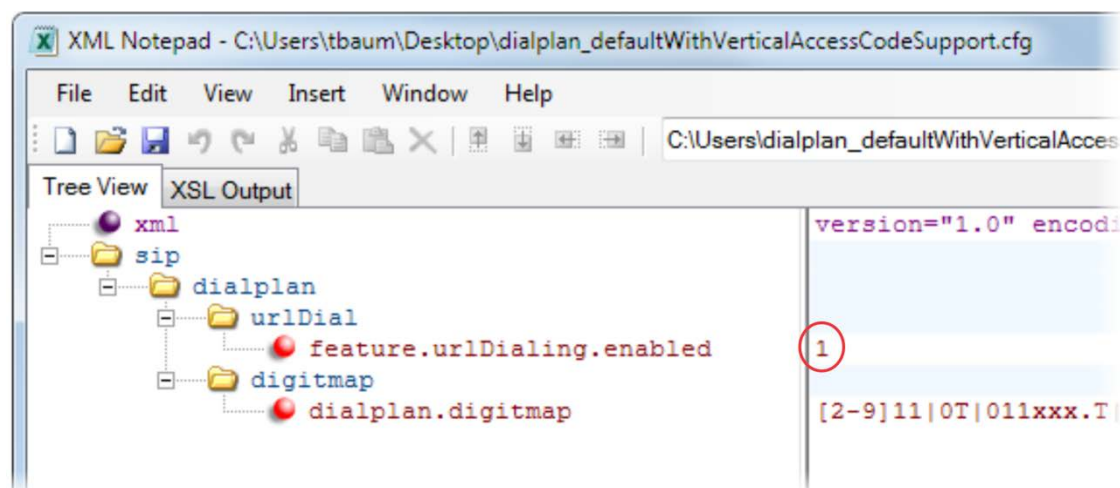 XML Notepad - C:\Users\tbaum\Desktop\dialplan_defaultWithVerticalAccessCodeSupport.cfg
File Edit View Insert Window Help
C:\Users\dialplan_defaultWithVerticalAcces
Tree View XSL Output
xml version="1.0" encodi
sip
dialplan
urlDial
feature.urlDialing.enabled 1
digitmap
dialplan.digitmap [2-9]11|0T|011xxx.T|